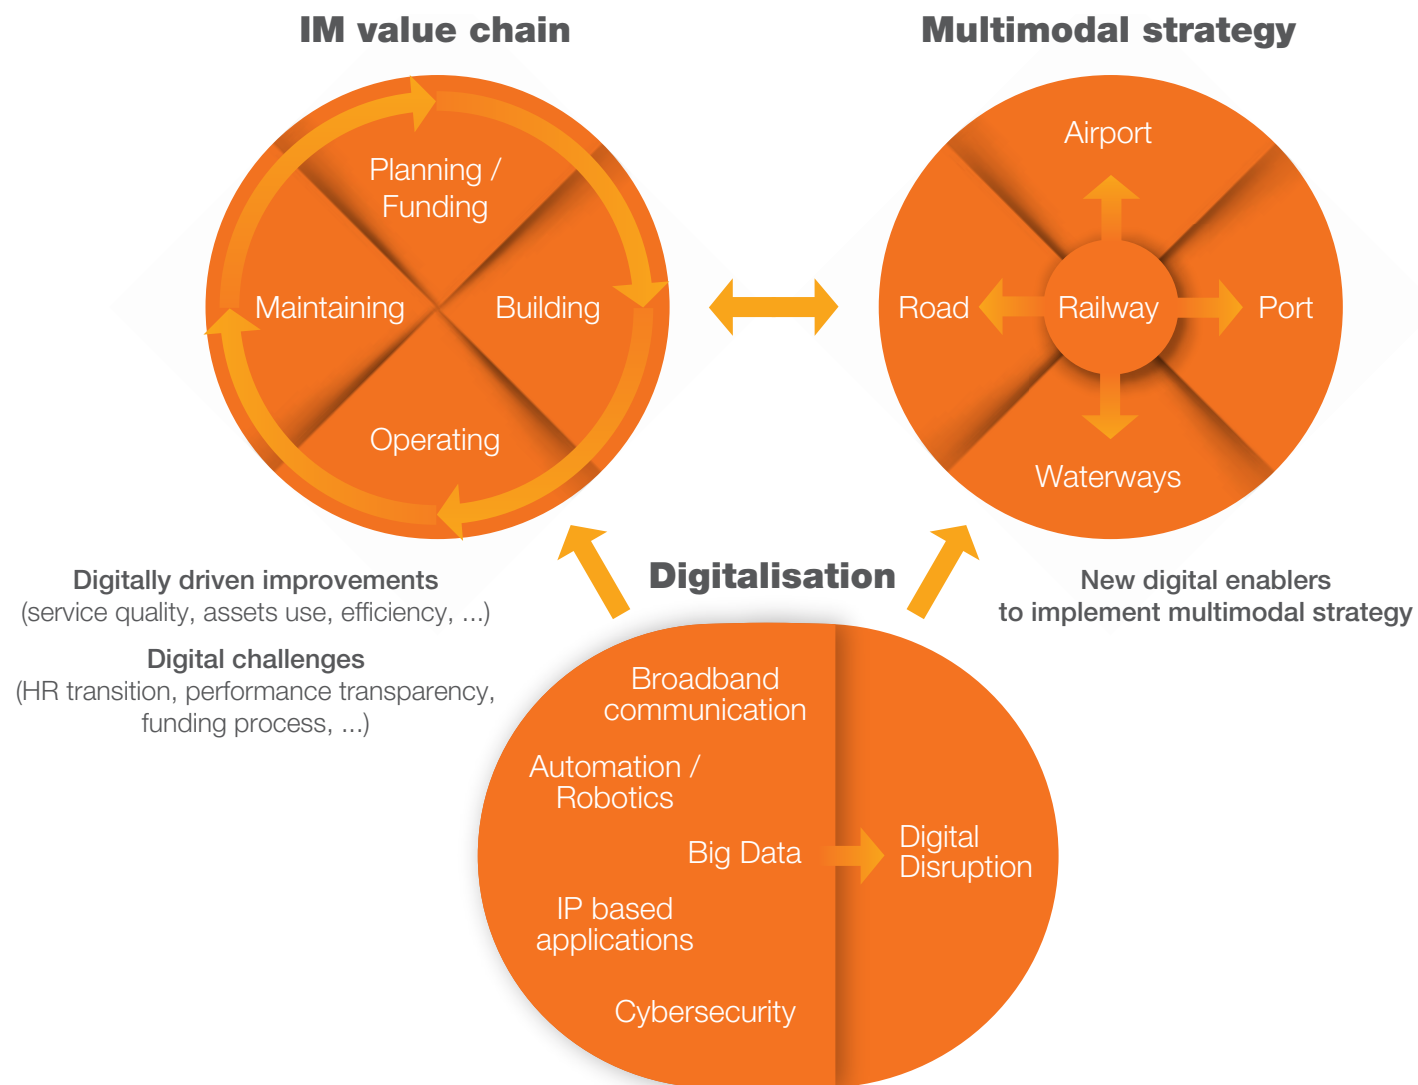 IM value chain
Planning /
Funding
Maintaining
Building
Operating
Multimodal strategy
Airport
Road
Railway
Port
Waterways
Digitally driven improvements
(service quality, assets use, efficiency, ...)
Digital challenges
(HR transition, performance transparency,
funding process, ...)
New digital enablers
to implement multimodal strategy
Digitalisation
Broadband
communication
Automation /
Robotics
Big Data
IP based
applications
Cybersecurity
Digital
Disruption